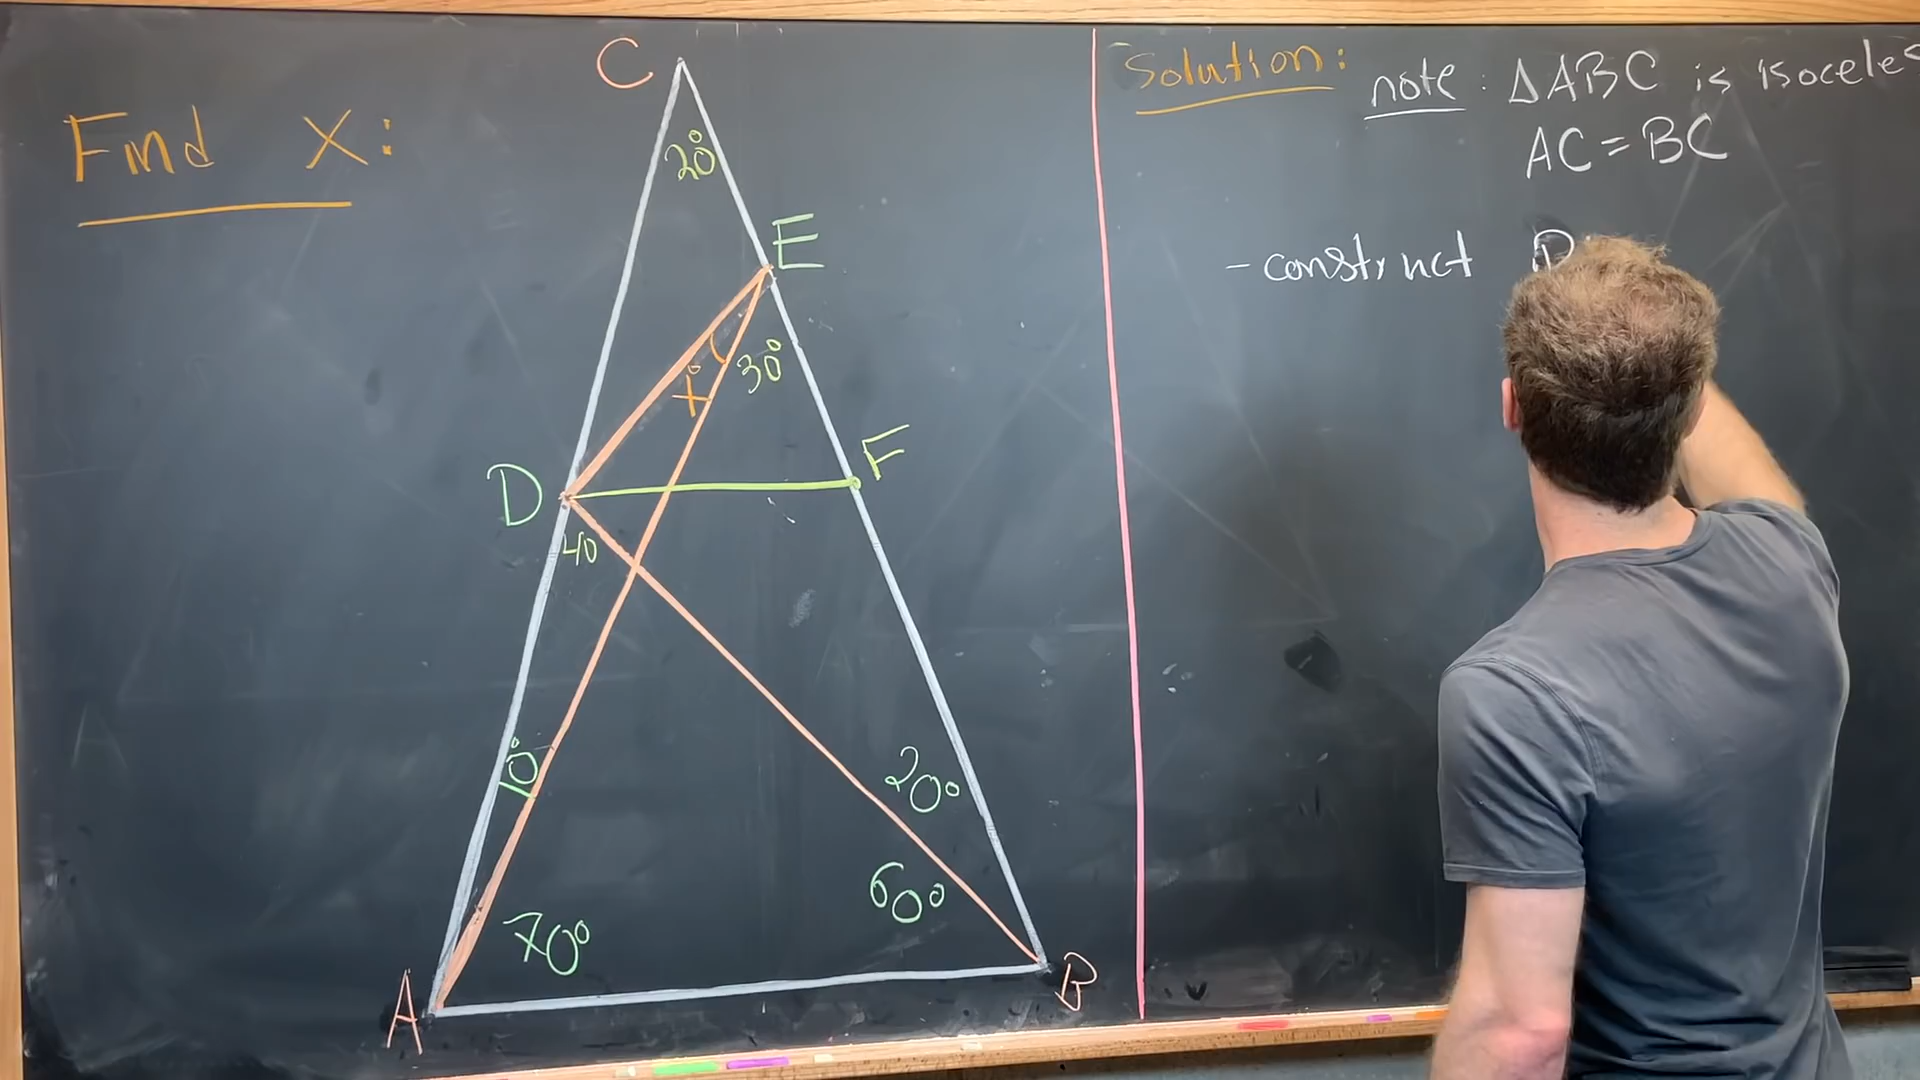 Find X:
C
20°
E
30°
x°
D
F
40
10°
20°
60°
70°
A
B
Solution:
note: ΔABC is isoceles
AC=BC
- construct D